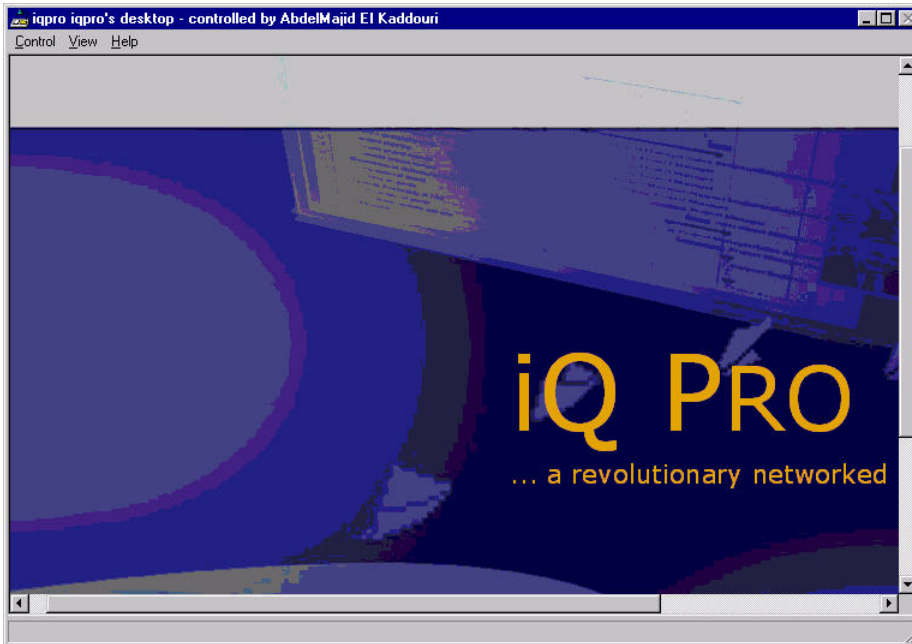 iqpro iqpro's desktop - controlled by AbdelMajid El Kaddouri
Control View Help
iQ PRO
... a revolutionary networked